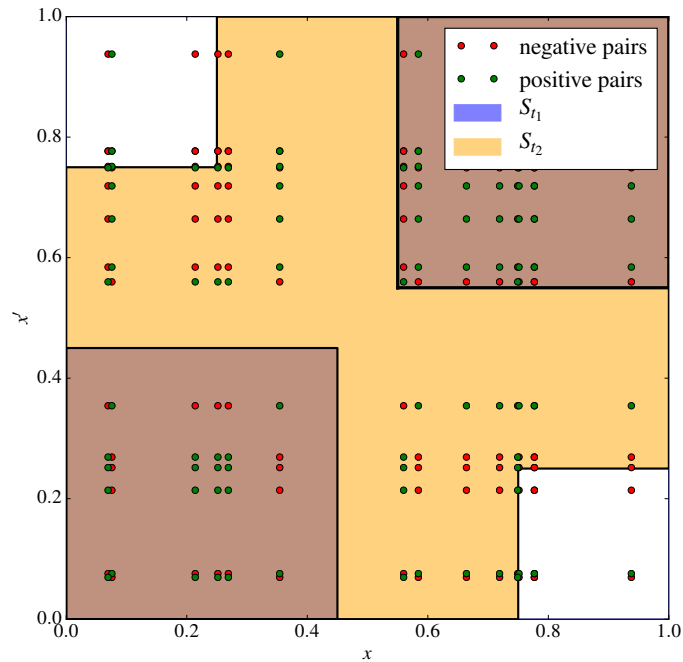 1.0
0.8
0.6
0.4
0.2
0.0
x′
negative pairs
positive pairs
S_{t_1}
S_{t_2}
0.0 0.2 0.4 0.6 0.8 1.0
x